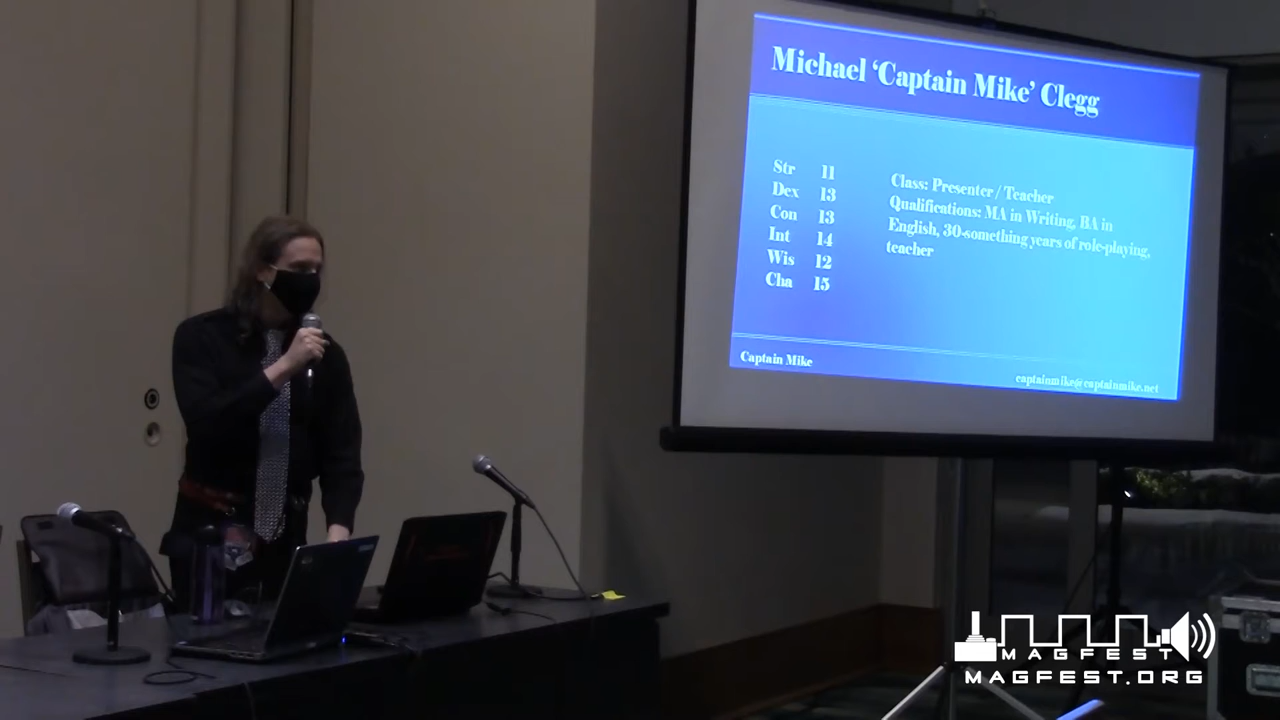 Michael ‘Captain Mike’ Clegg
Str 11
Dex 13
Con 13
Int 14
Wis 12
Cha 15
Class: Presenter / Teacher
Qualifications: MA in Writing, BA in
English, 30-something years of role-playing,
teacher
Captain Mike
captainmike@captainmike.net
MAGFEST
MAGFEST.ORG